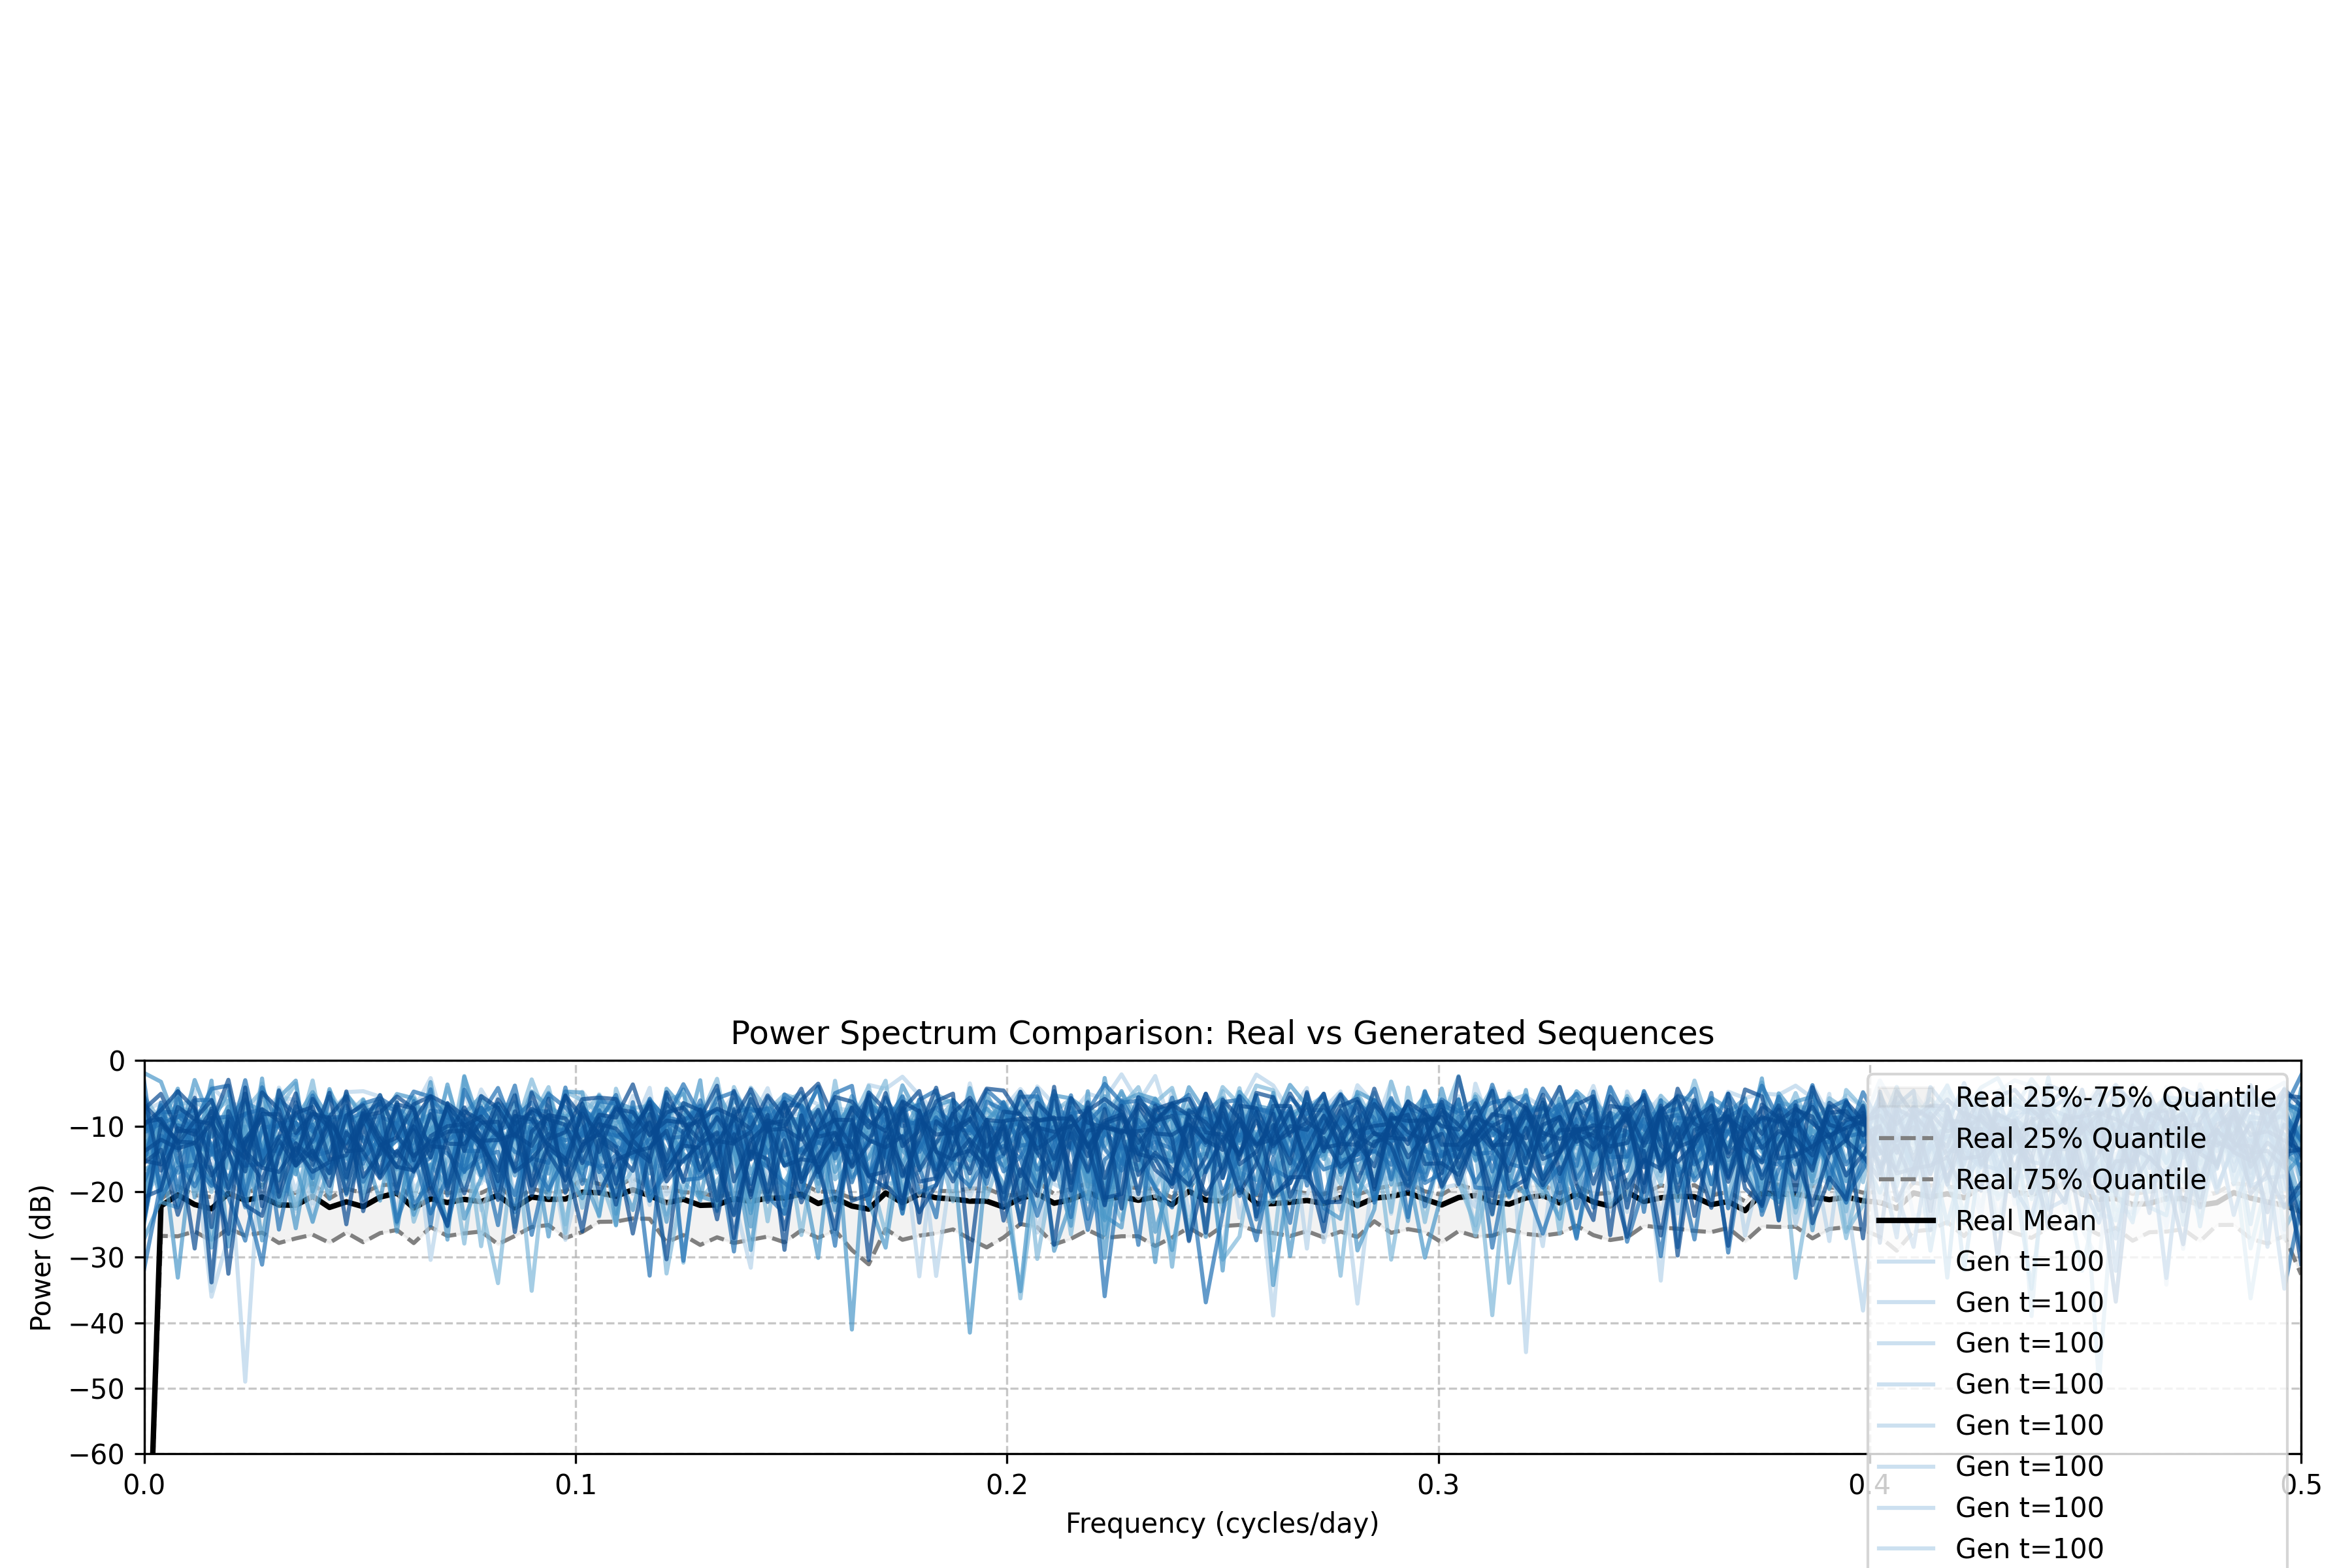 Power Spectrum Comparison: Real vs Generated Sequences
0
−10
−20
−30
−40
−50
−60
Power (dB)
0.0
0.1
0.2
0.3
0.4
0.5
Frequency (cycles/day)
Real 25%-75% Quantile
Real 25% Quantile
Real 75% Quantile
Real Mean
Gen t=100
Gen t=100
Gen t=100
Gen t=100
Gen t=100
Gen t=100
Gen t=100
Gen t=100